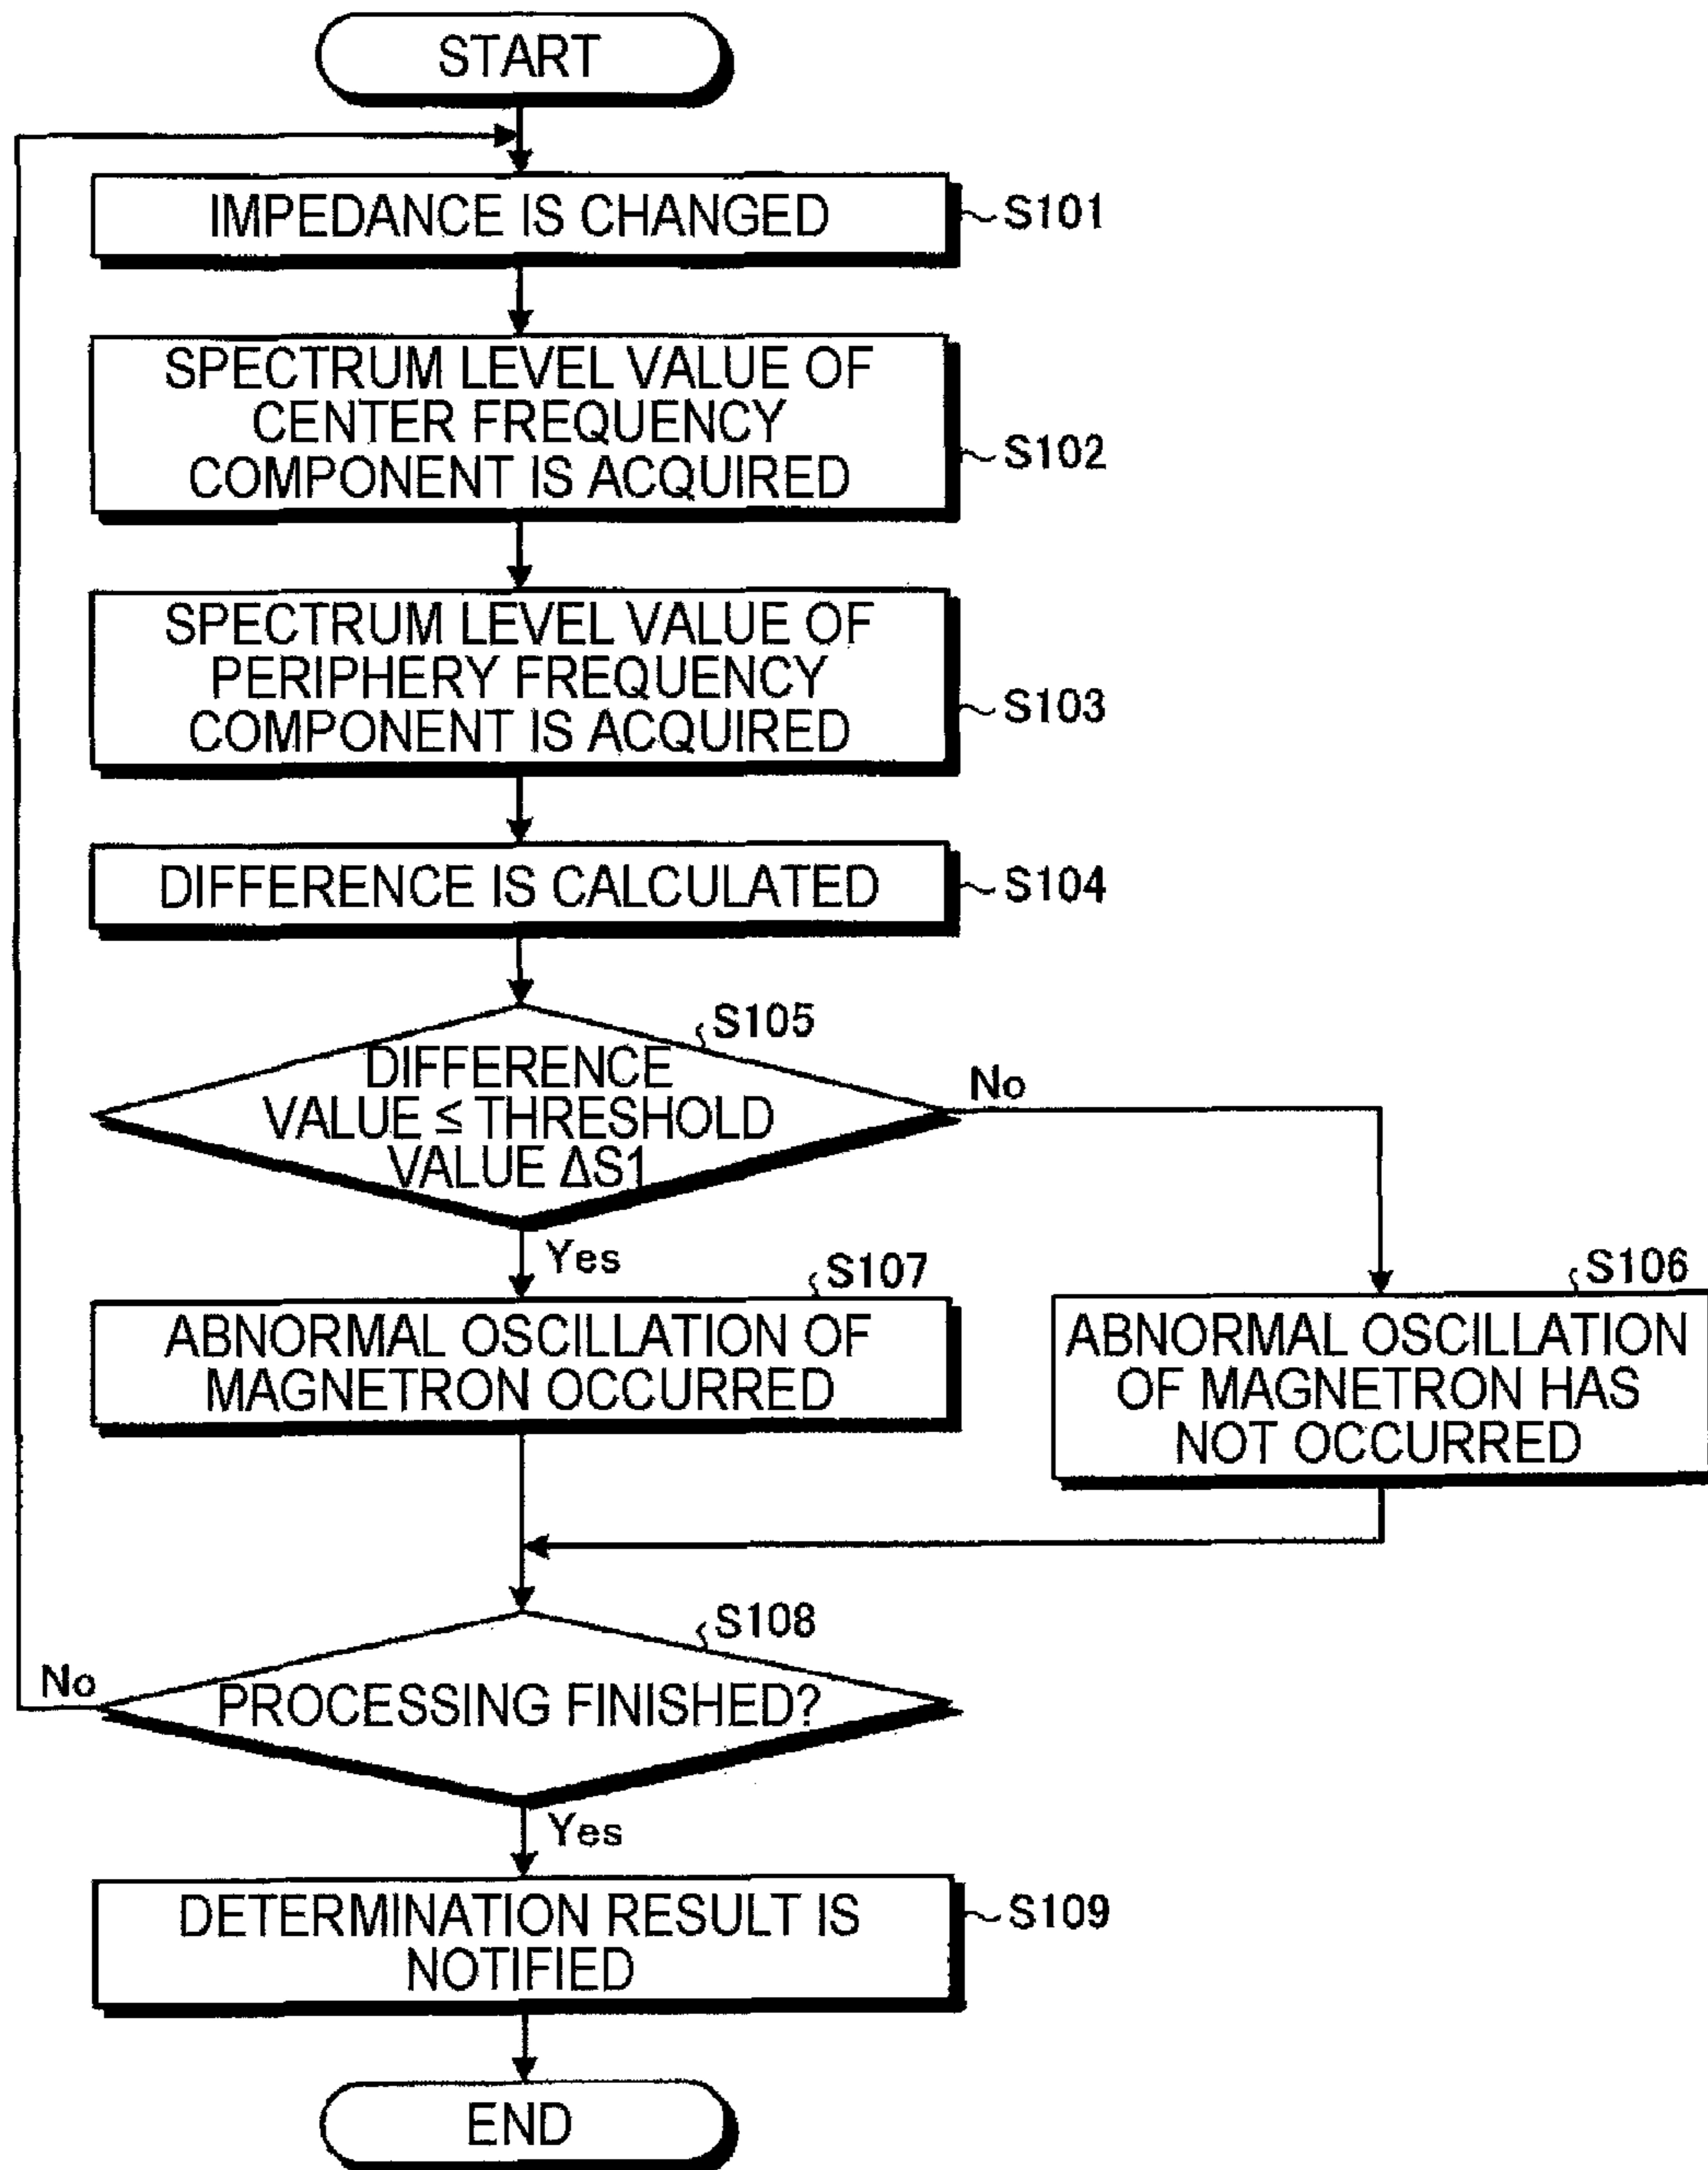 START
IMPEDANCE IS CHANGED
S101
SPECTRUM LEVEL VALUE OF
CENTER FREQUENCY
COMPONENT IS ACQUIRED
S102
SPECTRUM LEVEL VALUE OF
PERIPHERY FREQUENCY
COMPONENT IS ACQUIRED
S103
DIFFERENCE IS CALCULATED
S104
S105
DIFFERENCE
VALUE ≤ THRESHOLD
VALUE ΔS1
No
Yes
S107
ABNORMAL OSCILLATION OF
MAGNETRON OCCURRED
S106
ABNORMAL OSCILLATION
OF MAGNETRON HAS
NOT OCCURRED
S108
No
PROCESSING FINISHED?
Yes
DETERMINATION RESULT IS
NOTIFIED
S109
END